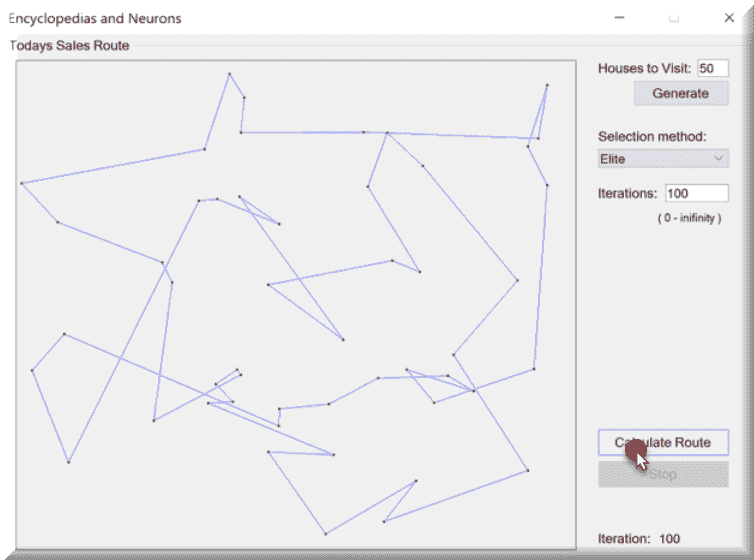 Encyclopedias and Neurons
Todays Sales Route
Houses to Visit: 50
Generate
Selection method:
Elite
Iterations: 100
( 0 - inifinity )
Calculate Route
Stop
Iteration: 100